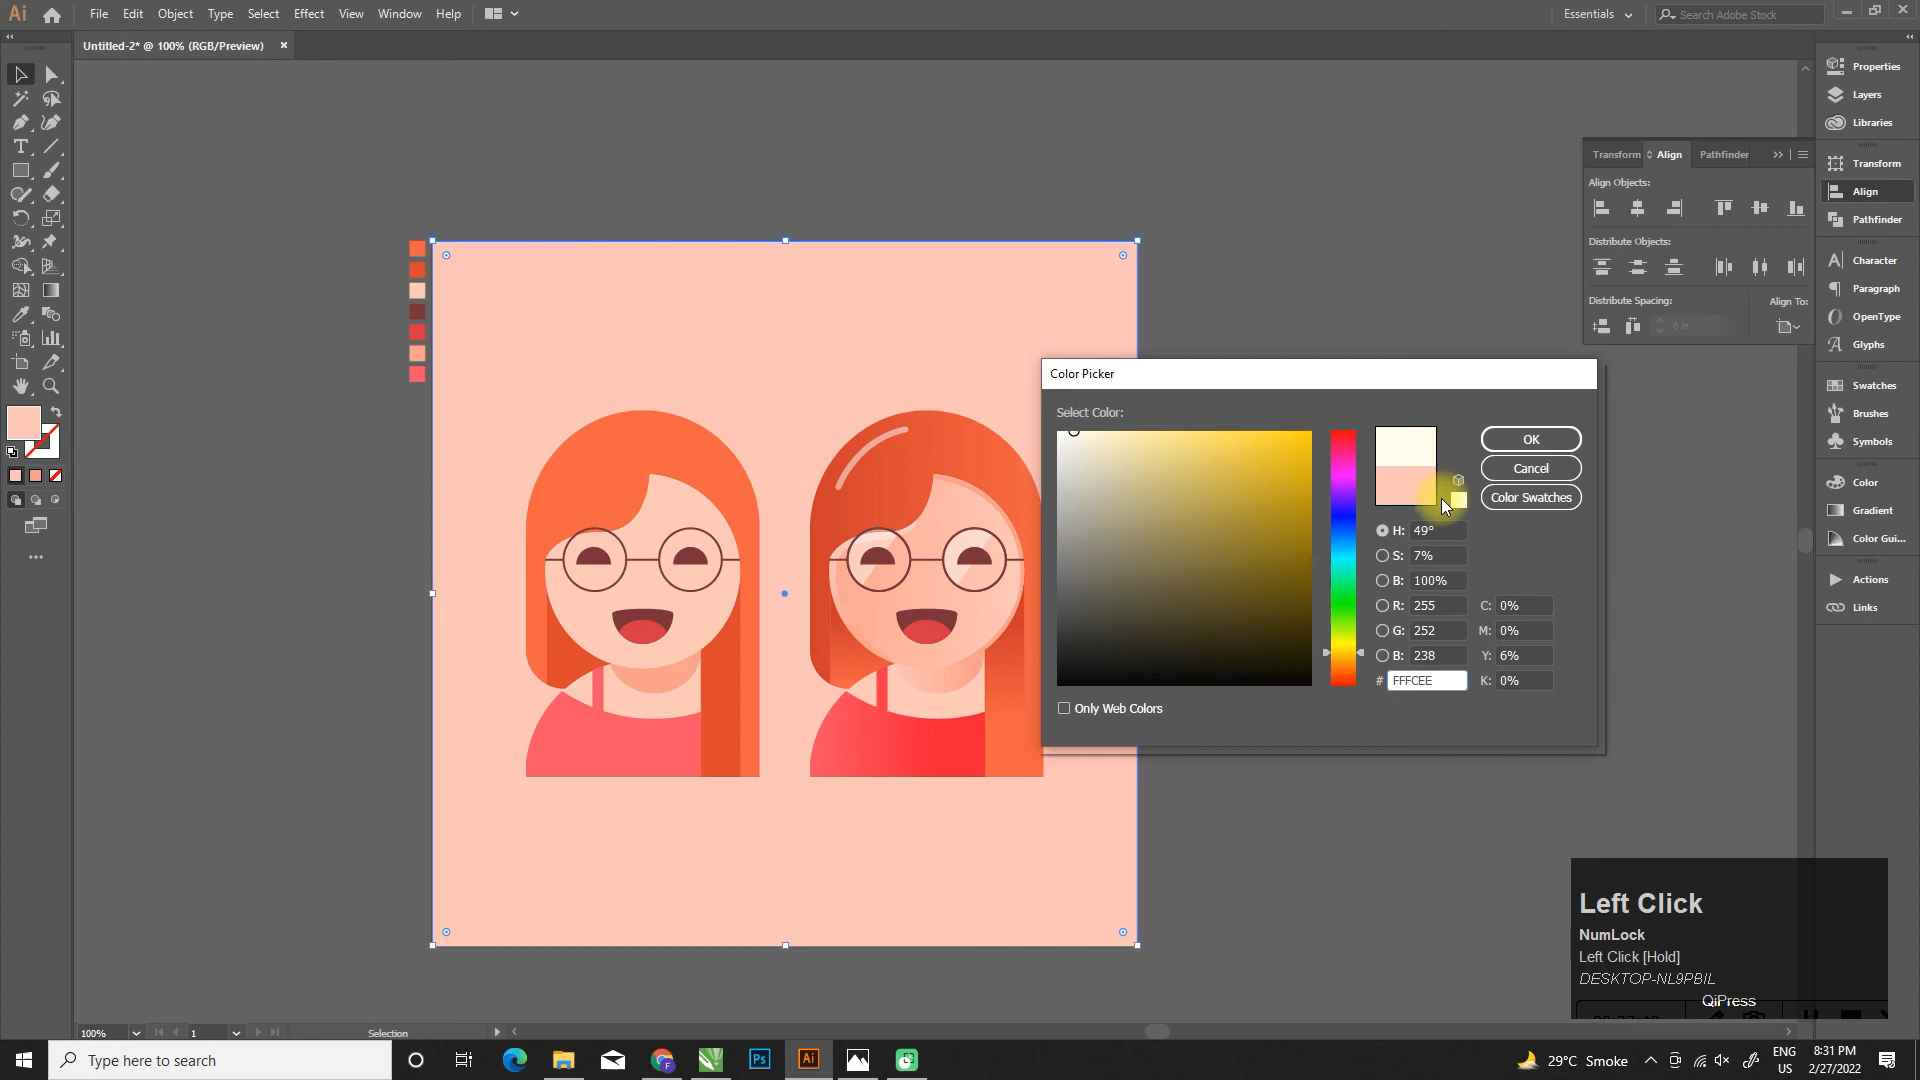 Ai File Edit Object Type Select Effect View Window Help Essentials Search Adobe Stock
Untitled-2* @ 100% (RGB/Preview)
Properties
Layers
Libraries
Transform
Align
Pathfinder
Character
Paragraph
OpenType
Glyphs
Swatches
Brushes
Symbols
Color
Gradient
Color Gui...
Actions
Links
Transform Align Pathfinder
Align Objects:
Distribute Objects:
Distribute Spacing: Align To:
0 in
Color Picker
Select Color:
OK
Cancel
Color Swatches
H: 49°
S: 7%
B: 100%
R: 255 C: 0%
G: 252 M: 0%
B: 238 Y: 6%
# FFFCEE K: 0%
Only Web Colors
Left Click
NumLock
Left Click [Hold]
DESKTOP-NL9PBIL
QiPress
100% 1 Selection
Type here to search
Ps
Ai
29°C Smoke
ENG
US
8:31 PM
2/27/2022